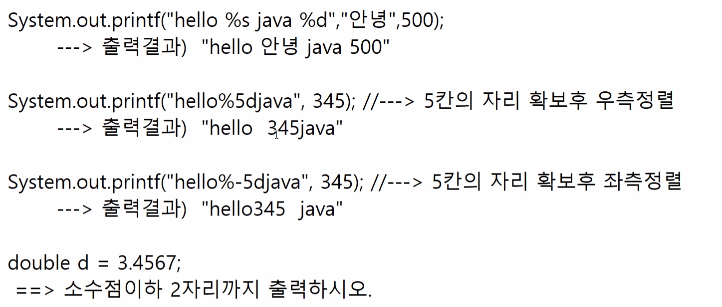 System.out.printf("hello %s java %d","안녕",500);
---> 출력결과) "hello 안녕 java 500"
System.out.printf("hello%5djava", 345); //---> 5칸의 자리 확보후 우측정렬
---> 출력결과) "hello  345java"
System.out.printf("hello%-5djava", 345); //---> 5칸의 자리 확보후 좌측정렬
---> 출력결과) "hello345  java"
double d = 3.4567;
==> 소수점이하 2자리까지 출력하시오.